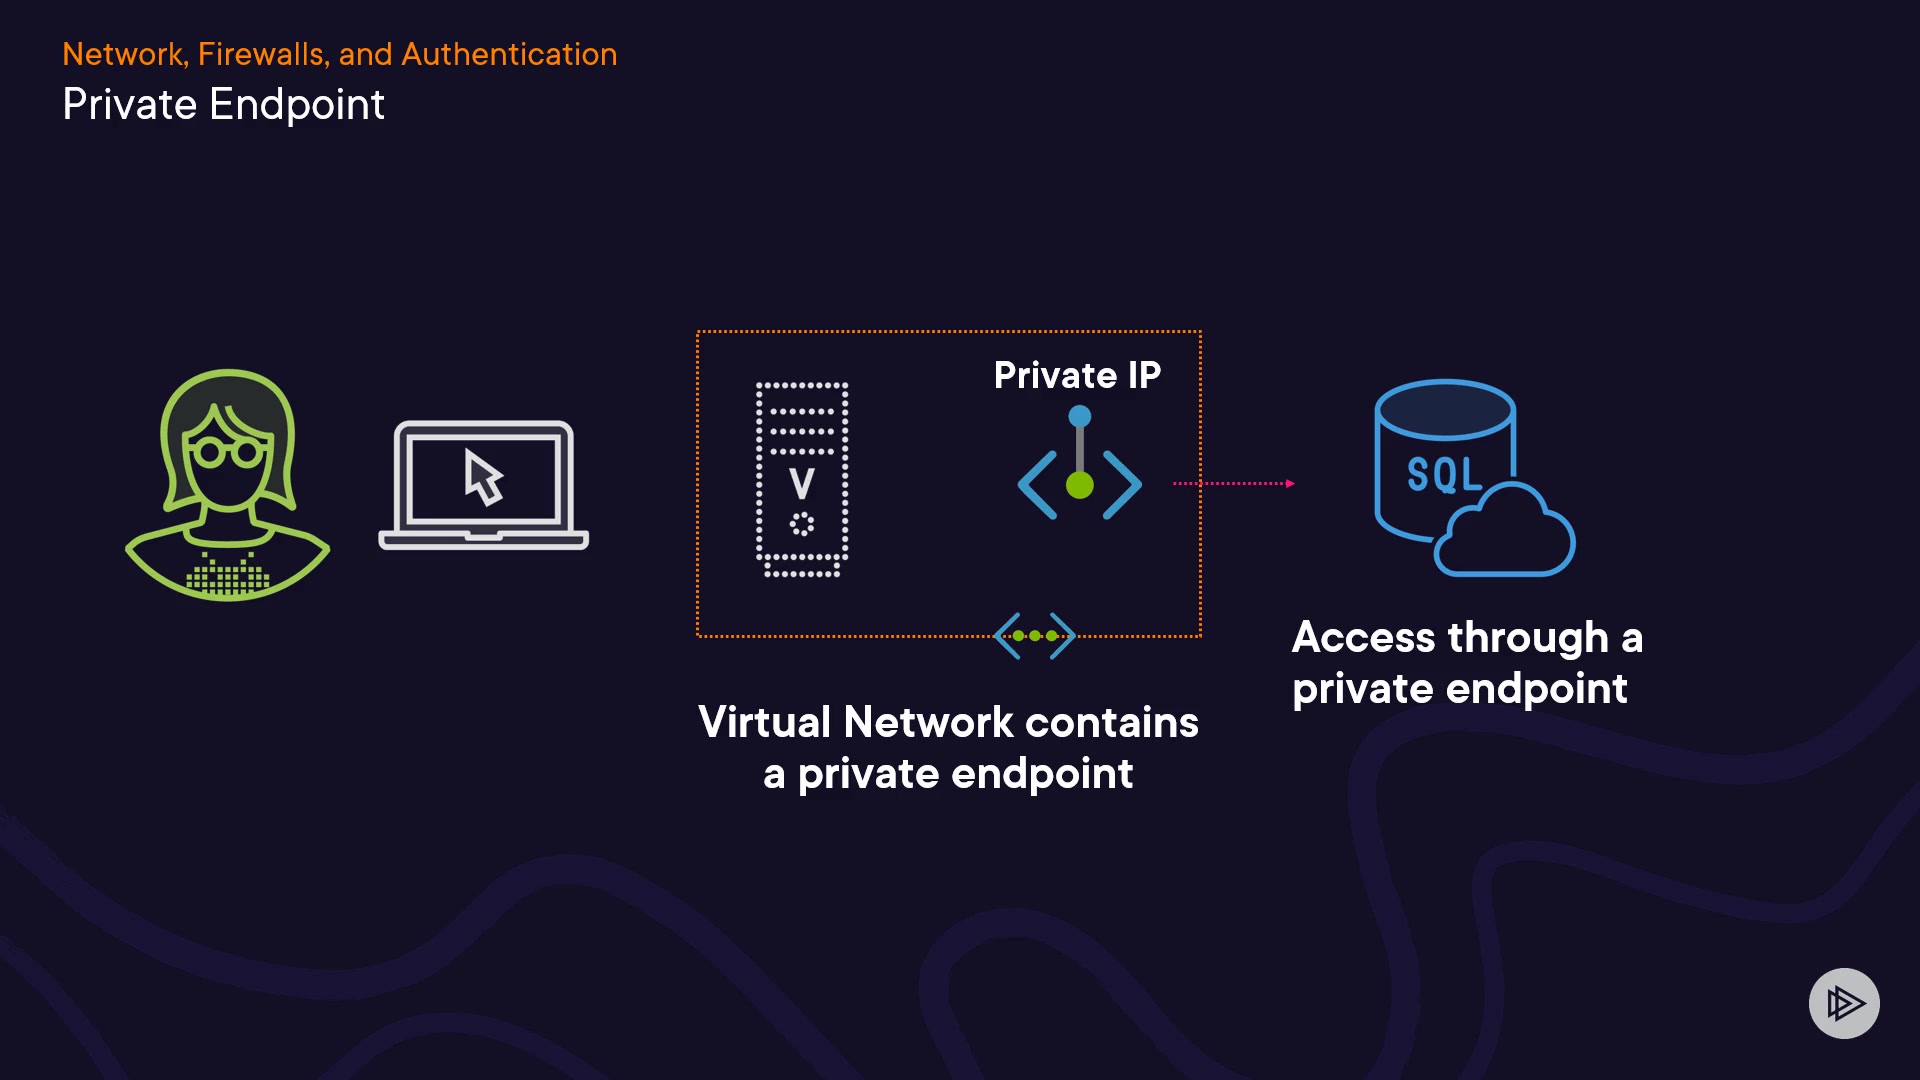 Network, Firewalls, and Authentication
Private Endpoint
Private IP
V
SQL
Access through a
private endpoint
Virtual Network contains
a private endpoint